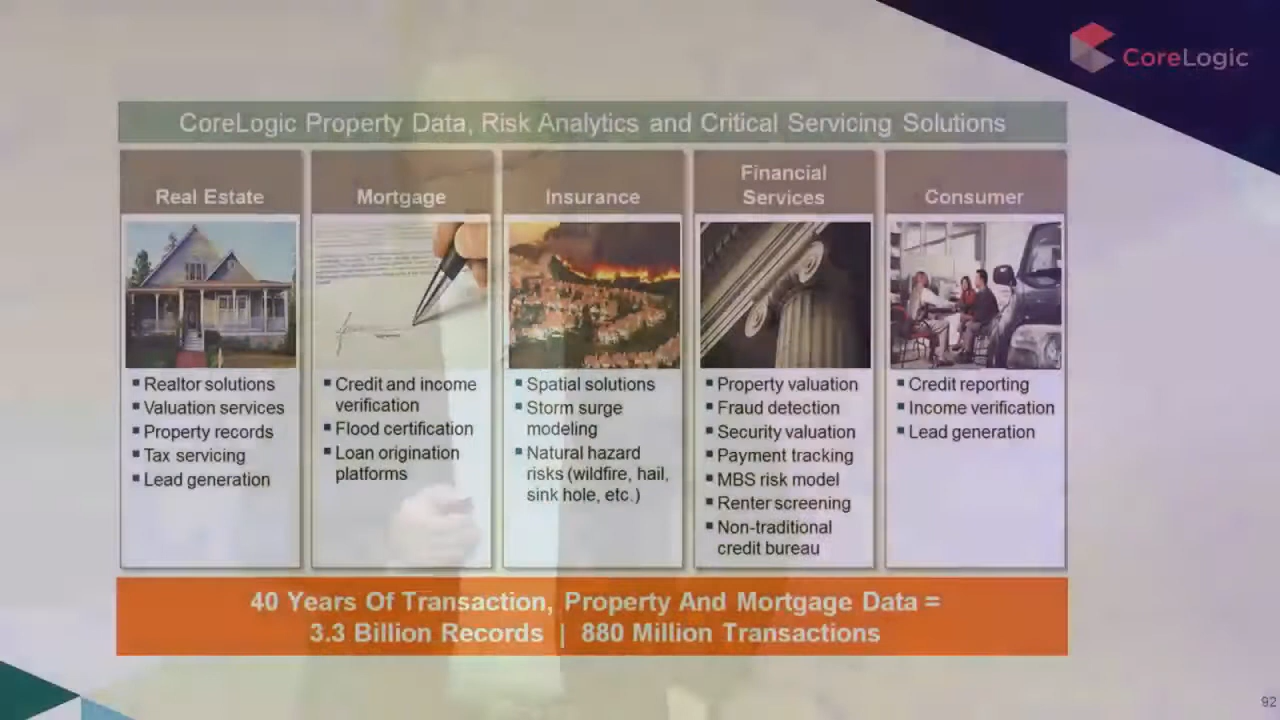 CoreLogic
CoreLogic Property Data, Risk Analytics and Critical Servicing Solutions
Real Estate
▪ Realtor solutions
▪ Valuation services
▪ Property records
▪ Tax servicing
▪ Lead generation
Mortgage
▪ Credit and income
verification
▪ Flood certification
▪ Loan origination
platforms
Insurance
▪ Spatial solutions
▪ Storm surge
modeling
▪ Natural hazard
risks (wildfire, hail,
sink hole, etc.)
Financial
Services
▪ Property valuation
▪ Fraud detection
▪ Security valuation
▪ Payment tracking
▪ MBS risk model
▪ Renter screening
▪ Non-traditional
credit bureau
Consumer
▪ Credit reporting
▪ Income verification
▪ Lead generation
40 Years Of Transaction, Property And Mortgage Data =
3.3 Billion Records | 880 Million Transactions
92